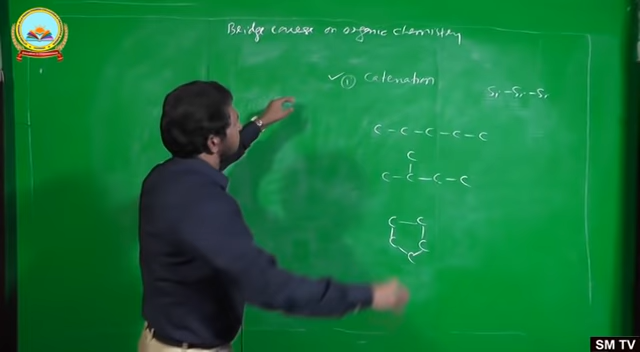 Bridge course on organic chemistry
✓ ① Catenation
Si - Si - Si
C - C - C - C - C
C
C - C - C - C
C - C
C C
C
SM TV